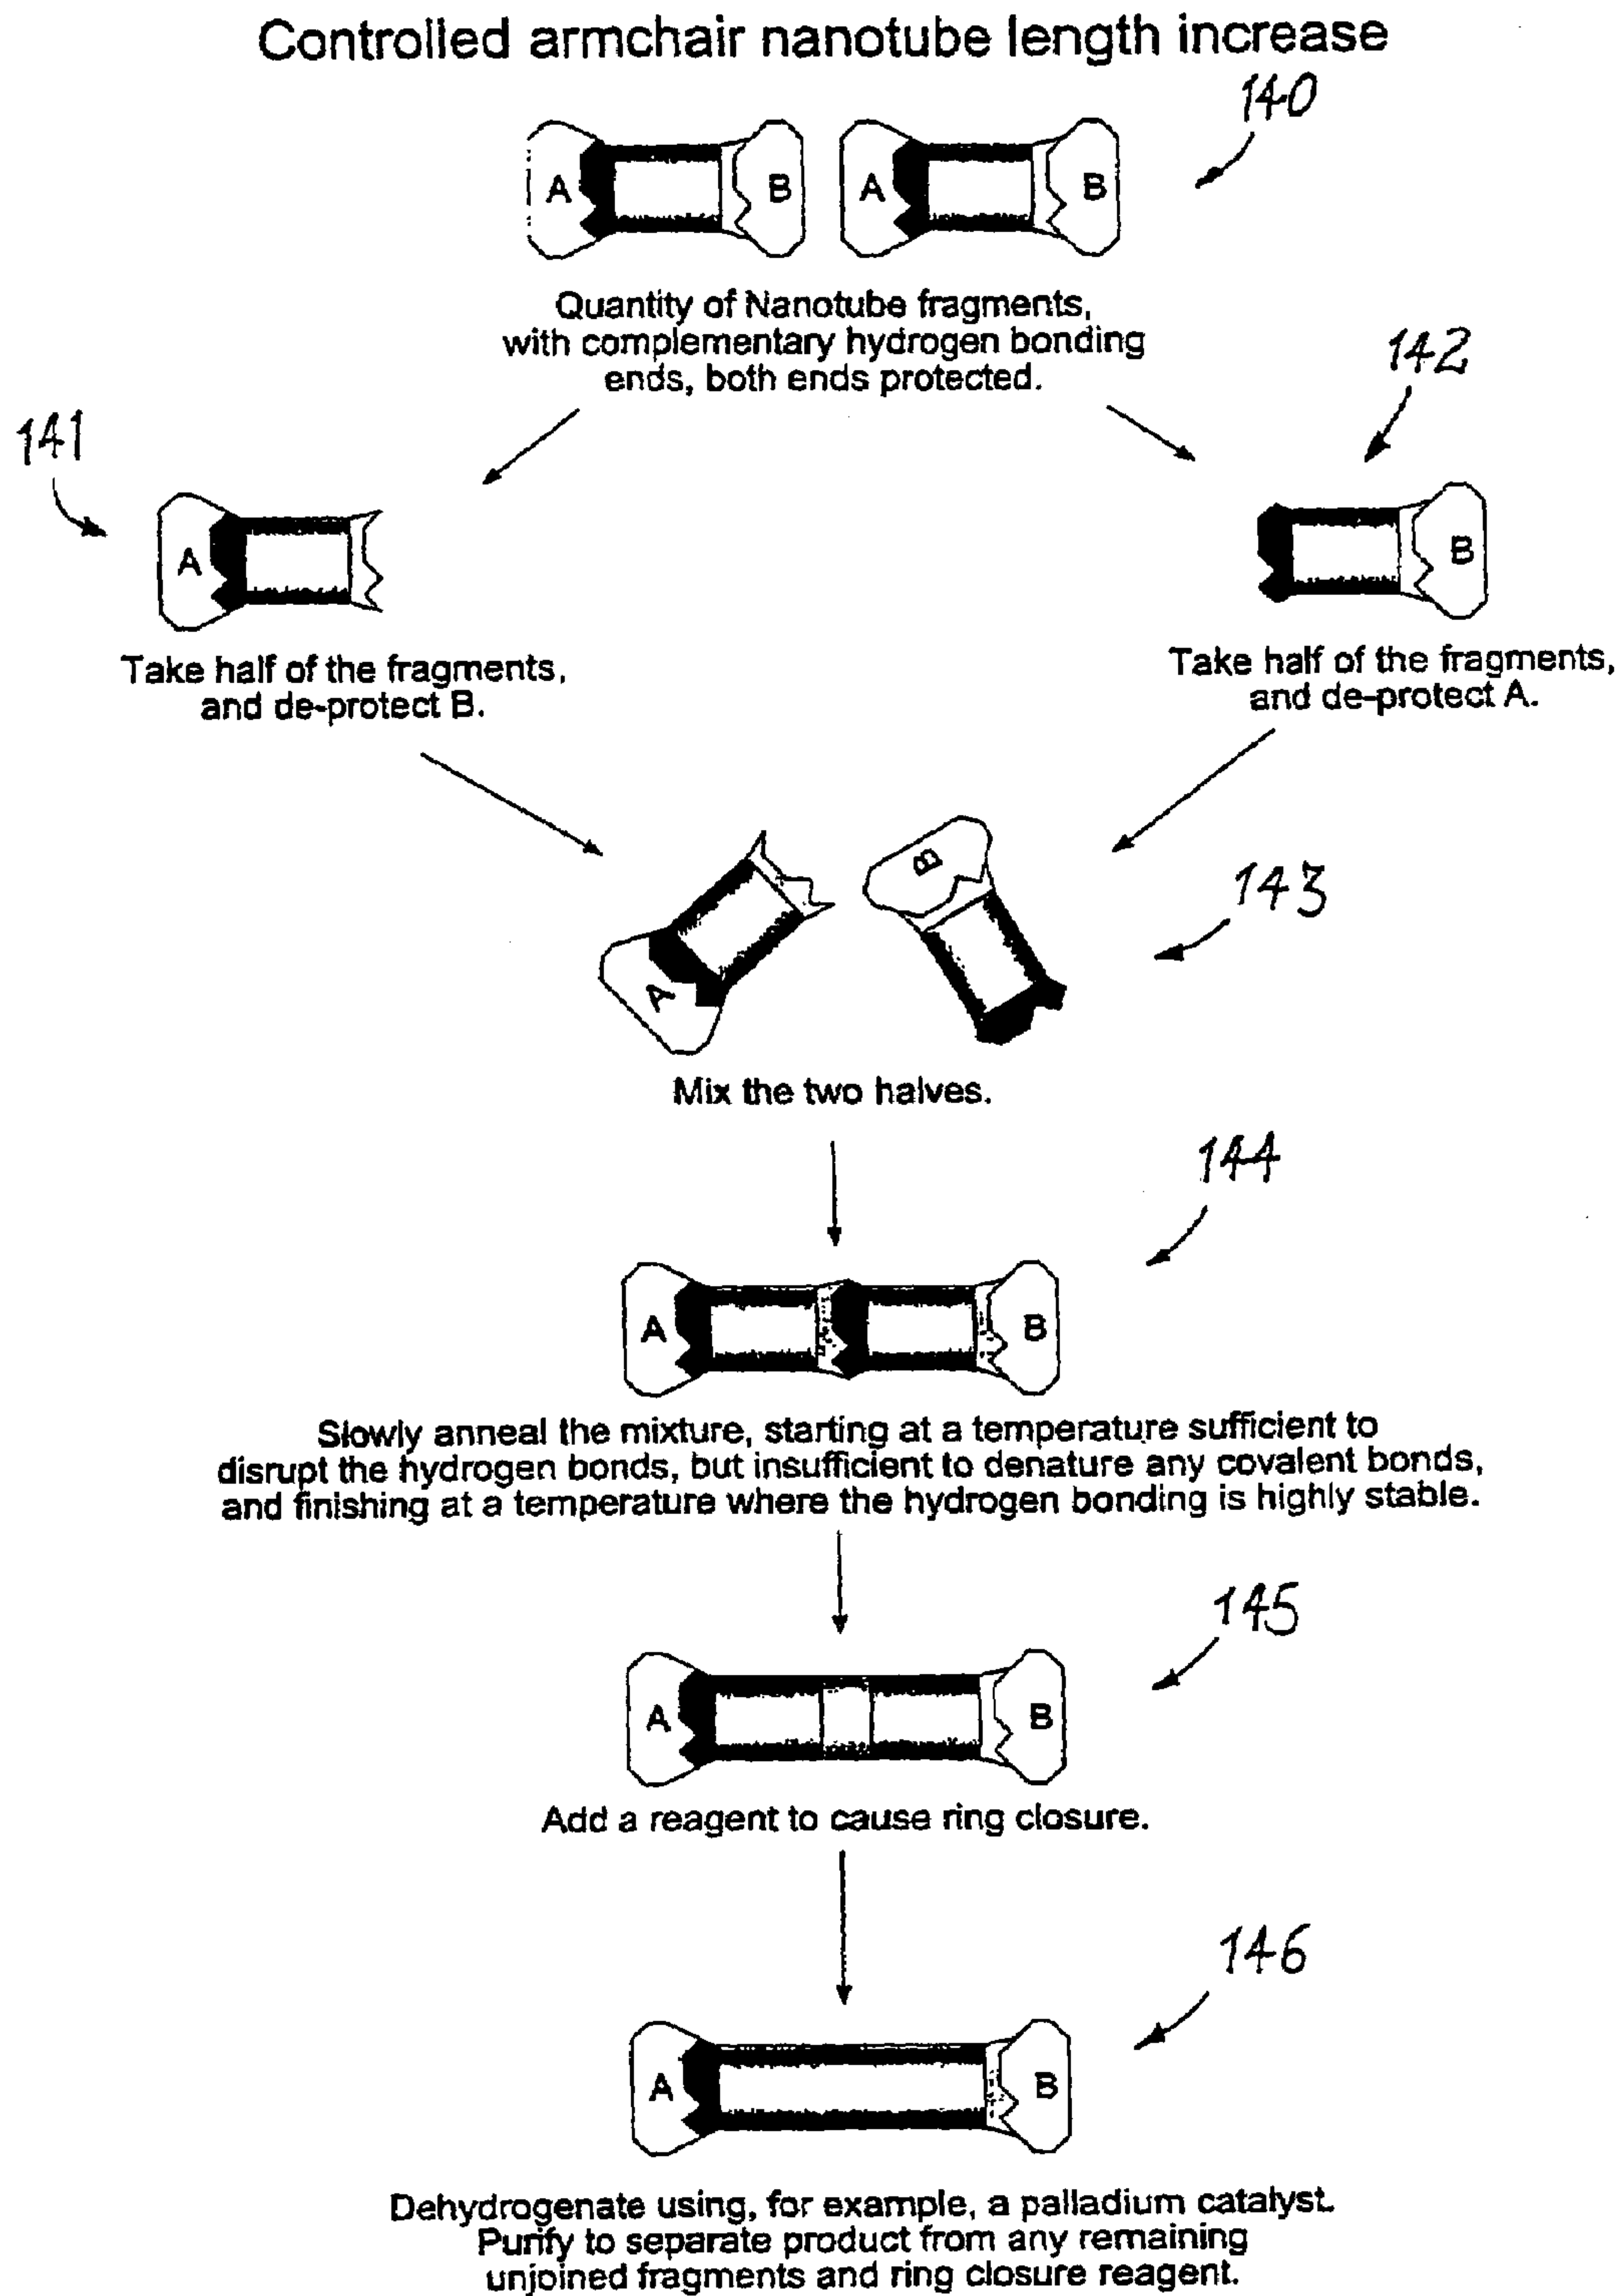 Controlled armchair nanotube length increase
140
A B A B
Quantity of Nanotube fragments,
with complementary hydrogen bonding
ends, both ends protected.
141
142
A
B
Take half of the fragments,
and de-protect B.
Take half of the fragments,
and de-protect A.
A
B
143
Mix the two halves.
144
A B
Slowly anneal the mixture, starting at a temperature sufficient to
disrupt the hydrogen bonds, but insufficient to denature any covalent bonds,
and finishing at a temperature where the hydrogen bonding is highly stable.
145
A B
Add a reagent to cause ring closure.
146
A B
Dehydrogenate using, for example, a palladium catalyst.
Purify to separate product from any remaining
unjoined fragments and ring closure reagent.